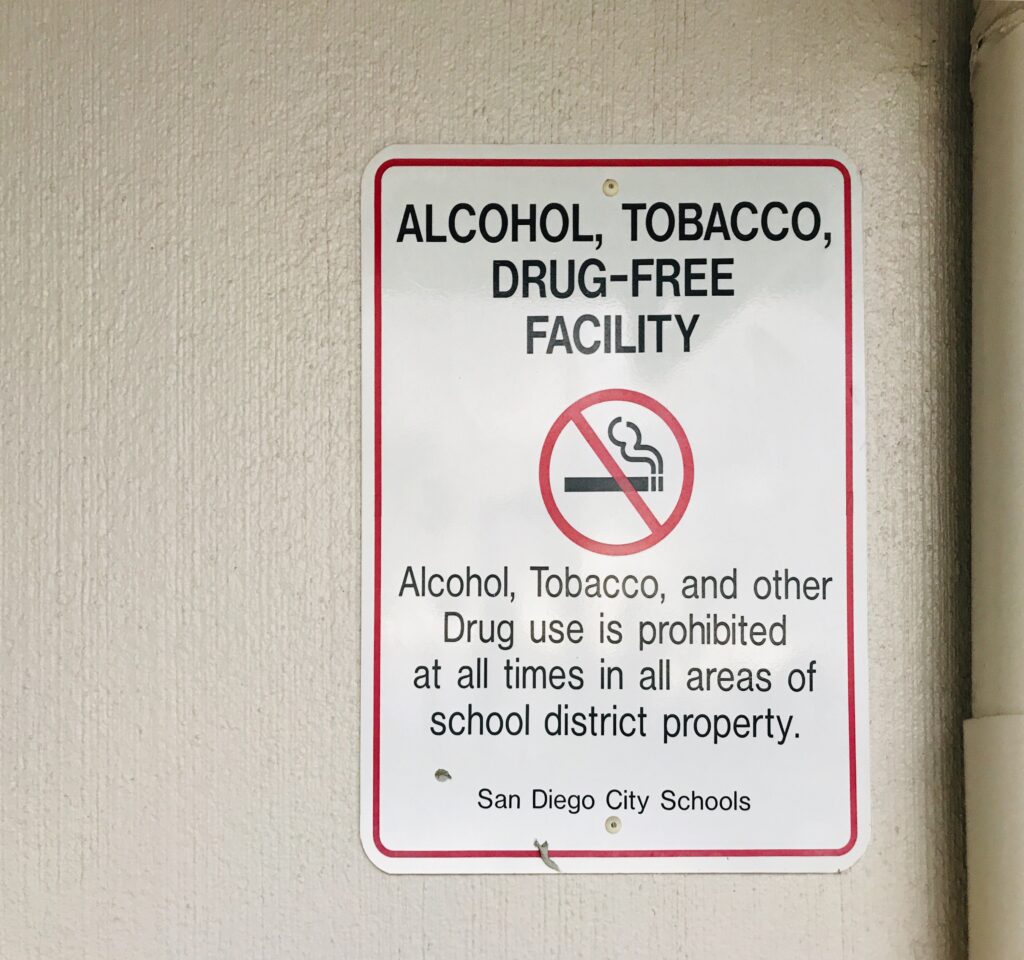 ALCOHOL, TOBACCO,
DRUG-FREE
FACILITY
Alcohol, Tobacco, and other
Drug use is prohibited
at all times in all areas of
school district property.
San Diego City Schools